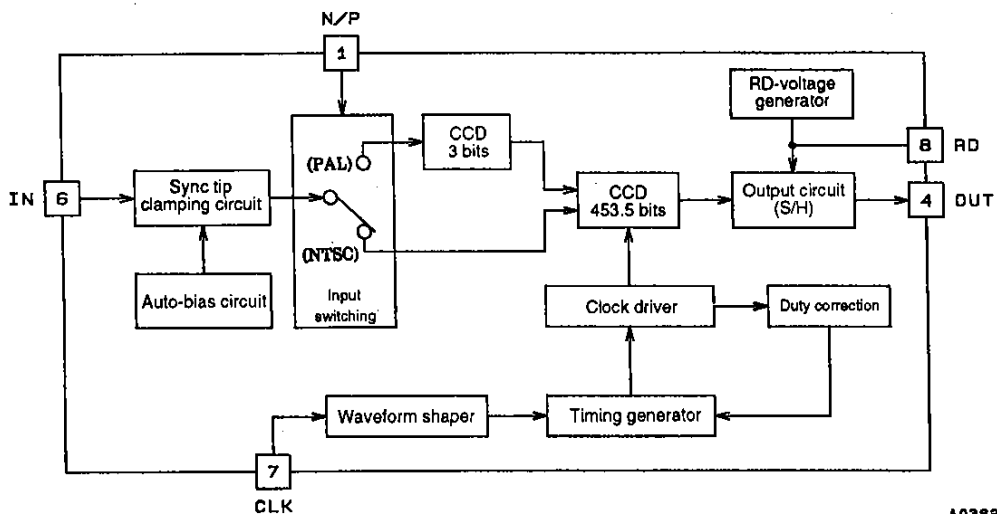 N/P
1
RD-voltage
generator
8 RD
(PAL)
CCD
3 bits
IN 6
Sync tip
clamping circuit
CCD
453.5 bits
Output circuit
(S/H)
4 OUT
(NTSC)
Auto-bias circuit
Input
switching
Clock driver
Duty correction
Waveform shaper
Timing generator
7
CLK